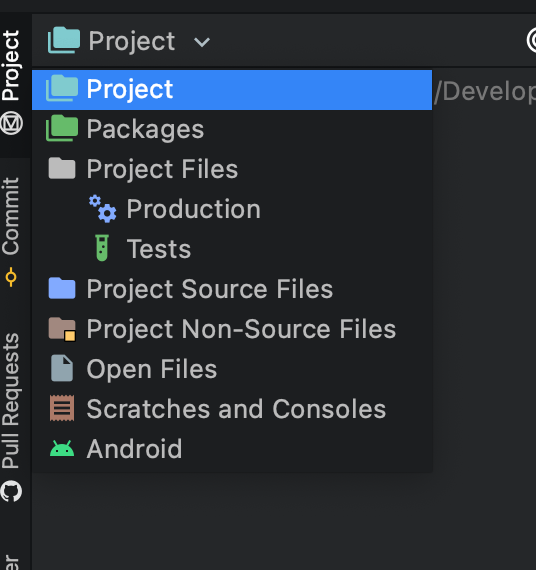 Project
Project
/Develop
Packages
Project Files
Production
Tests
Project Source Files
Project Non-Source Files
Open Files
Scratches and Consoles
Android
Project
Commit
Pull Requests
er